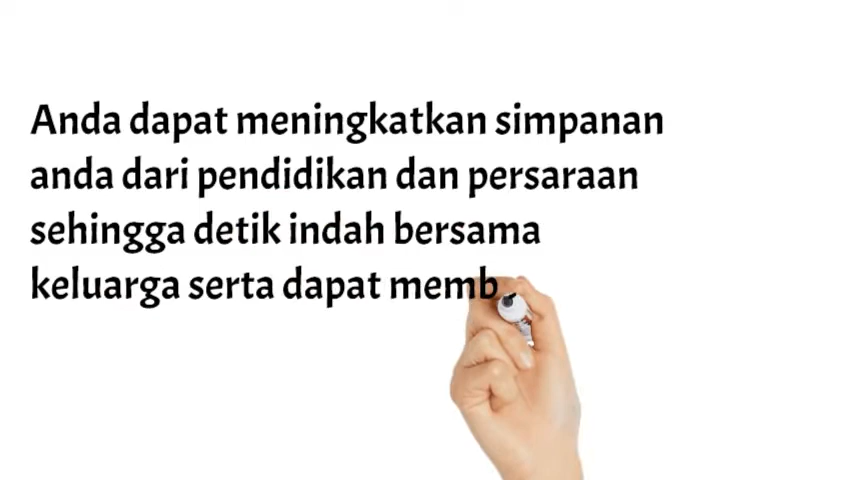 Anda dapat meningkatkan simpanan
anda dari pendidikan dan persaraan
sehingga detik indah bersama
keluarga serta dapat memb